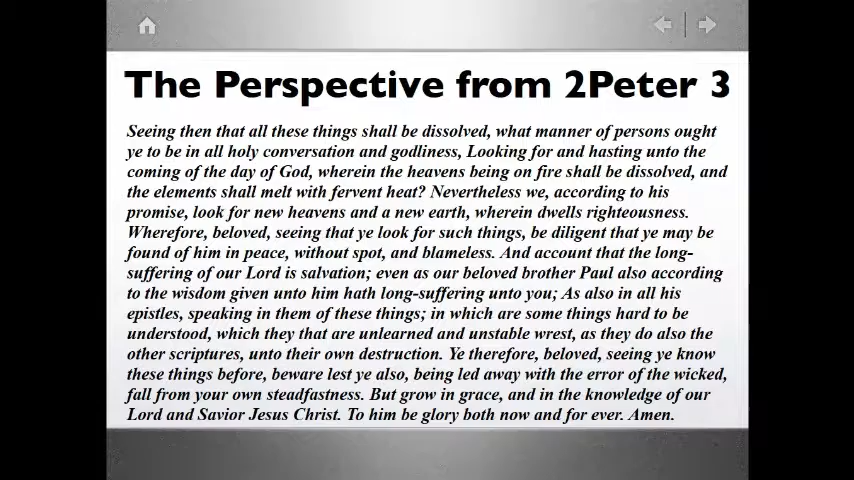 The Perspective from 2Peter 3
Seeing then that all these things shall be dissolved, what manner of persons ought
ye to be in all holy conversation and godliness, Looking for and hasting unto the
coming of the day of God, wherein the heavens being on fire shall be dissolved, and
the elements shall melt with fervent heat? Nevertheless we, according to his
promise, look for new heavens and a new earth, wherein dwells righteousness.
Wherefore, beloved, seeing that ye look for such things, be diligent that ye may be
found of him in peace, without spot, and blameless. And account that the long-
suffering of our Lord is salvation; even as our beloved brother Paul also according
to the wisdom given unto him hath long-suffering unto you; As also in all his
epistles, speaking in them of these things; in which are some things hard to be
understood, which they that are unlearned and unstable wrest, as they do also the
other scriptures, unto their own destruction. Ye therefore, beloved, seeing ye know
these things before, beware lest ye also, being led away with the error of the wicked,
fall from your own steadfastness. But grow in grace, and in the knowledge of our
Lord and Savior Jesus Christ. To him be glory both now and for ever. Amen.